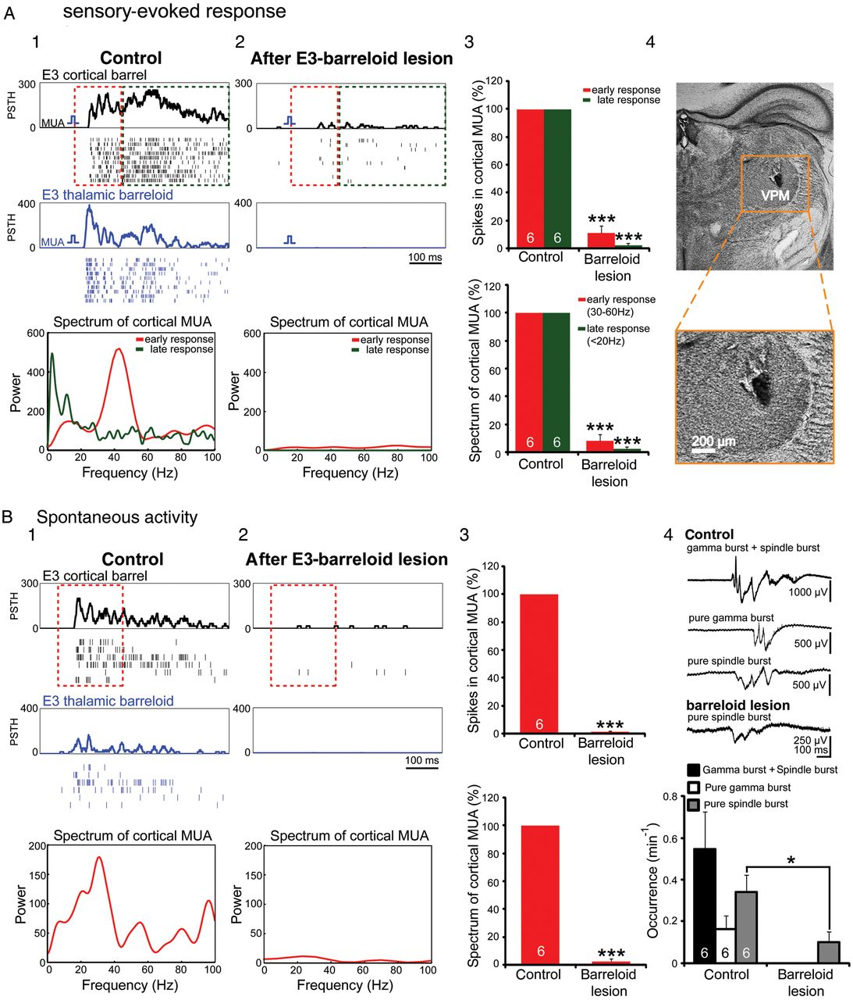 A
sensory-evoked response
1
Control
E3 cortical barrel
300
PSTH
0
MUA
E3 thalamic barreloid
400
PSTH
0
MUA
Spectrum of cortical MUA
600
400
200
0
Power
early response
late response
0 20 40 60 80 100
Frequency (Hz)
2
After E3-barreloid lesion
300
0
400
0
100 ms
Spectrum of cortical MUA
600
400
200
0
Power
early response
late response
0 20 40 60 80 100
Frequency (Hz)
3
Spikes in cortical MUA (%)
120
100
80
60
40
20
0
early response
late response
6 6
***
***
Control
Barreloid
lesion
Spectrum of cortical MUA (%)
120
100
80
60
40
20
0
early response
(30-60Hz)
late response
(<20Hz)
6 6
***
***
Control
Barreloid
lesion
4
VPM
200 µm
B
Spontaneous activity
1
Control
E3 cortical barrel
300
PSTH
0
E3 thalamic barreloid
400
PSTH
0
Spectrum of cortical MUA
200
150
100
50
0
Power
0 20 40 60 80 100
Frequency (Hz)
2
After E3-barreloid lesion
300
0
400
0
100 ms
Spectrum of cortical MUA
200
150
100
50
0
Power
0 20 40 60 80 100
Frequency (Hz)
3
Spikes in cortical MUA (%)
120
100
80
60
40
20
0
6
***
Control
Barreloid
lesion
Spectrum of cortical MUA (%)
120
100
80
60
40
20
0
6
***
Control
Barreloid
lesion
4
Control
gamma burst + spindle burst
1000 µV
pure gamma burst
500 µV
pure spindle burst
500 µV
barreloid lesion
pure spindle burst
250 µV
100 ms
Gamma burst + Spindle burst
Pure gamma burst
Pure spindle burst
Occurrence (min-1)
0.8
0.6
0.4
0.2
0
*
6 6 6
Control
Barreloid
lesion